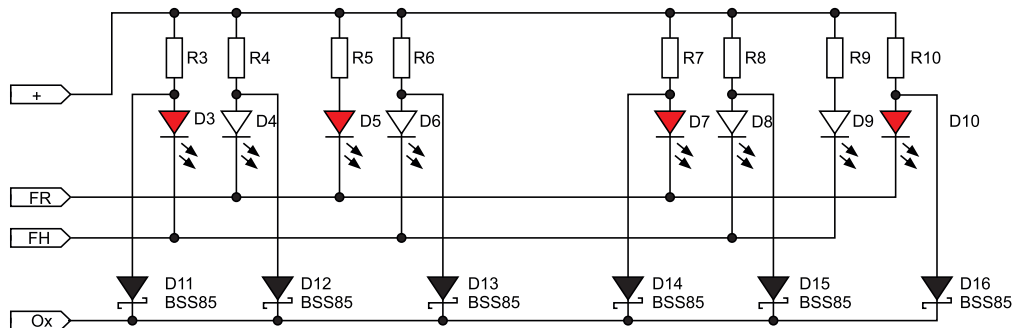 R3 R4 R5 R6 R7 R8 R9 R10
+
D3 D4 D5 D6 D7 D8 D9 D10
FR
FH
D11 D12 D13 D14 D15 D16
BSS85 BSS85 BSS85 BSS85 BSS85 BSS85
Ox